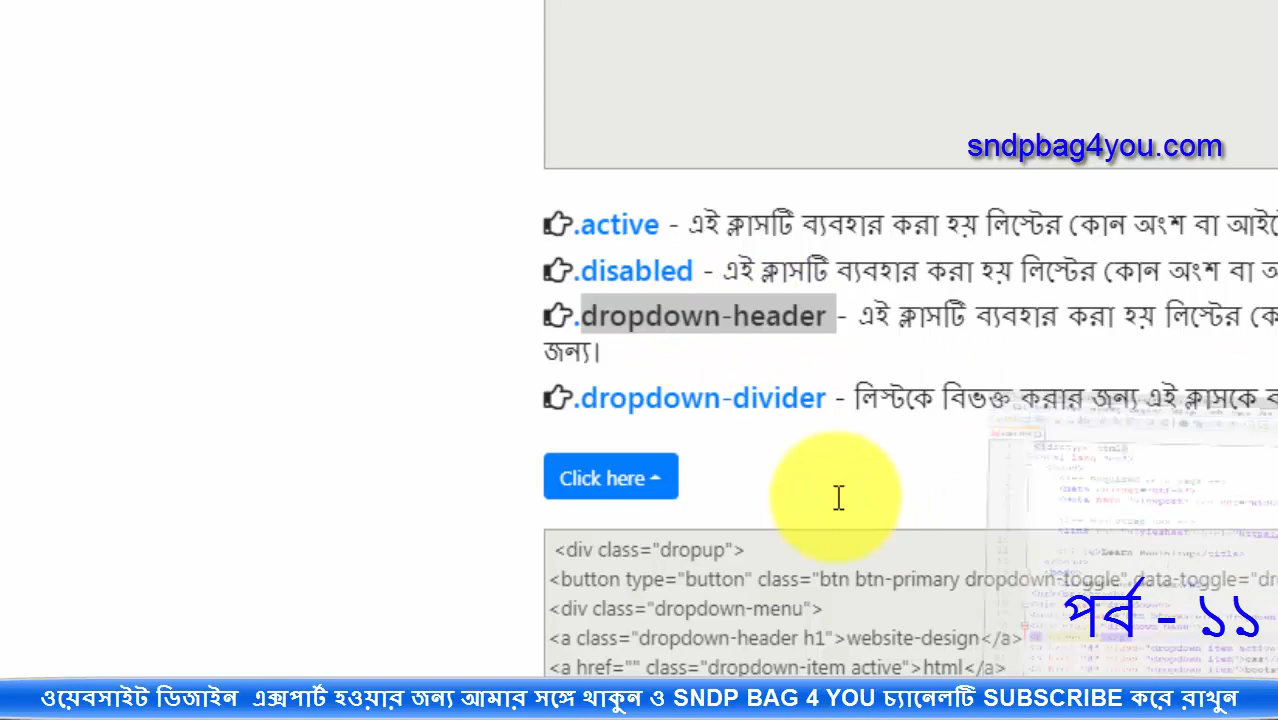 sndpbag4you.com
.active - এই ক্লাসটি ব্যবহার করা হয় লিস্টের কোন অংশ বা
.disabled - এই ক্লাসটি ব্যবহার করা হয় লিস্টের কোন অংশ বা
.dropdown-header - এই ক্লাসটি ব্যবহার করা হয় লিস্টের
জন্য।
.dropdown-divider - লিস্টকে বিভক্ত করার জন্য এই ক্লাসকে
Click here
<div class="dropup">
<button type="button" class="btn btn-primary dropdown-toggle" data-toggle="
<div class="dropdown-menu">
<a class="dropdown-header h1">website-design</a>
<a href="" class="dropdown-item active">html</a>
পর্ব - ১১
ওয়েবসাইট ডিজাইন এক্সপার্ট হওয়ার জন্য আমার সঙ্গে থাকুন ও SNDP BAG 4 YOU চ্যানেলটি SUBSCRIBE করে রাখুন